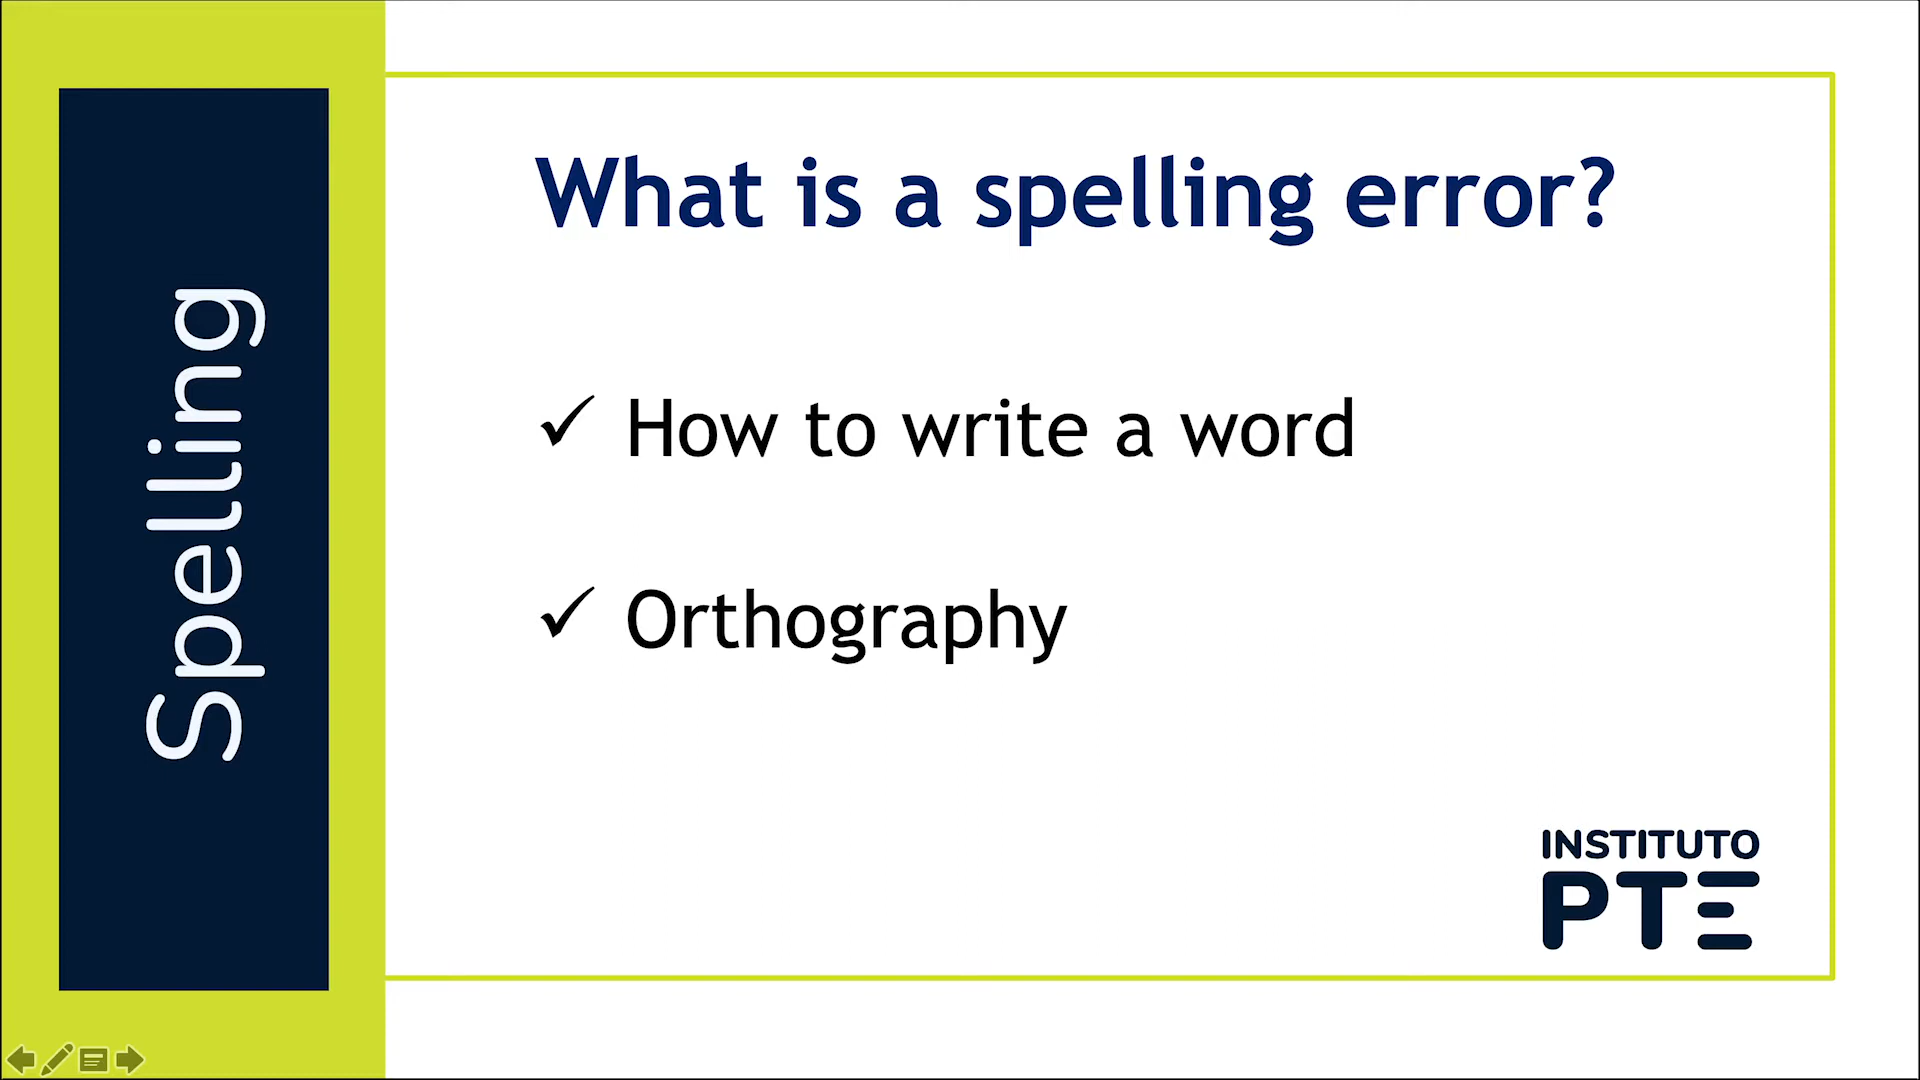 Spelling
What is a spelling error?
✓ How to write a word
✓ Orthography
INSTITUTO
PTE